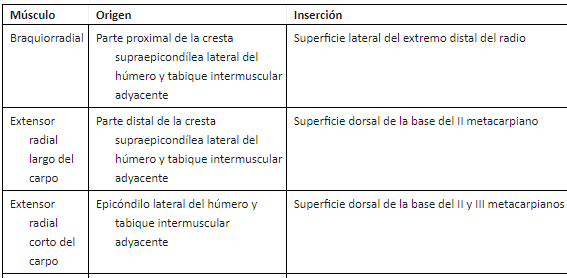 Músculo Origen Inserción
Braquiorradial Parte proximal de la cresta Superficie lateral del extremo distal del radio
supraepicondílea lateral del
húmero y tabique intermuscular
adyacente
Extensor Parte distal de la cresta Superficie dorsal de la base del II metacarpiano
radial supraepicondílea lateral del
largo del húmero y tabique intermuscular
carpo adyacente
Extensor Epicóndilo lateral del húmero y Superficie dorsal de la base del II y III metacarpianos
radial tabique intermuscular
corto del adyacente
carpo